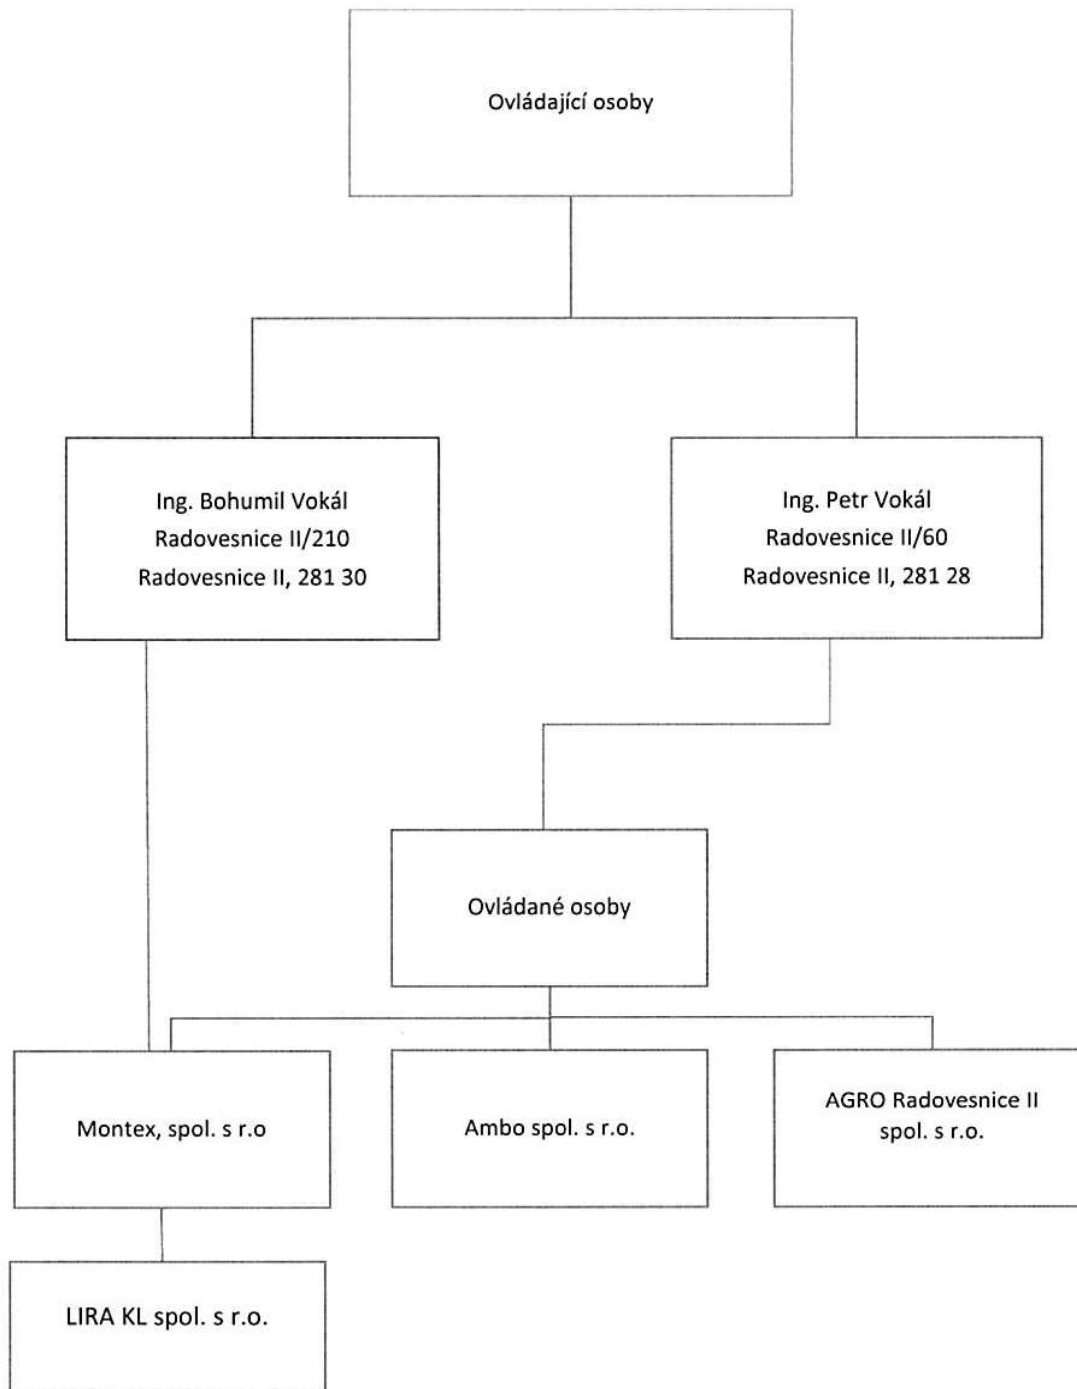 Ovládající osoby
Ing. Bohumil Vokál
Radovesnice II/210
Radovesnice II, 281 30
Ing. Petr Vokál
Radovesnice II/60
Radovesnice II, 281 28
Ovládané osoby
Montex, spol. s r.o
Ambo spol. s r.o.
AGRO Radovesnice II
spol. s r.o.
LIRA KL spol. s r.o.